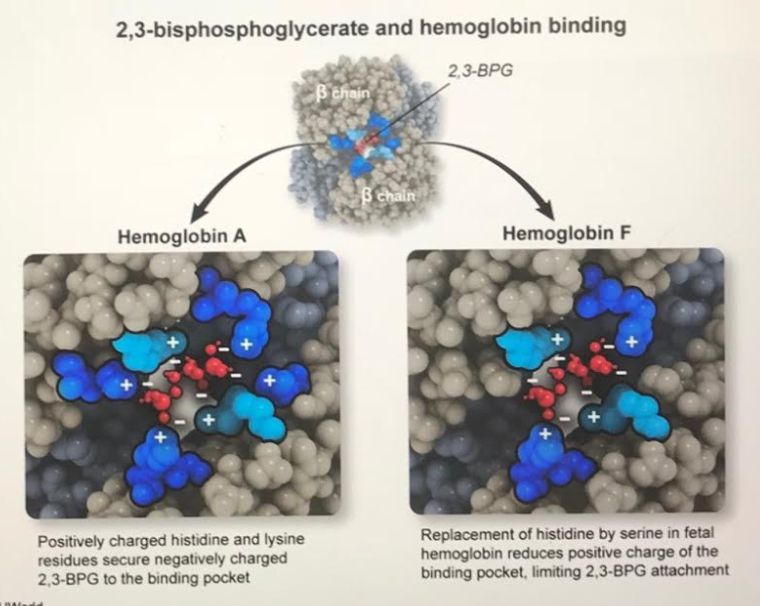 2,3-bisphosphoglycerate and hemoglobin binding
2,3-BPG
β chain
β chain
Hemoglobin A
Hemoglobin F
+
+
+
+
+
+
−
−
−
−
−
−
+
+
+
+
−
−
−
−
−
−
Positively charged histidine and lysine
residues secure negatively charged
2,3-BPG to the binding pocket
Replacement of histidine by serine in fetal
hemoglobin reduces positive charge of the
binding pocket, limiting 2,3-BPG attachment